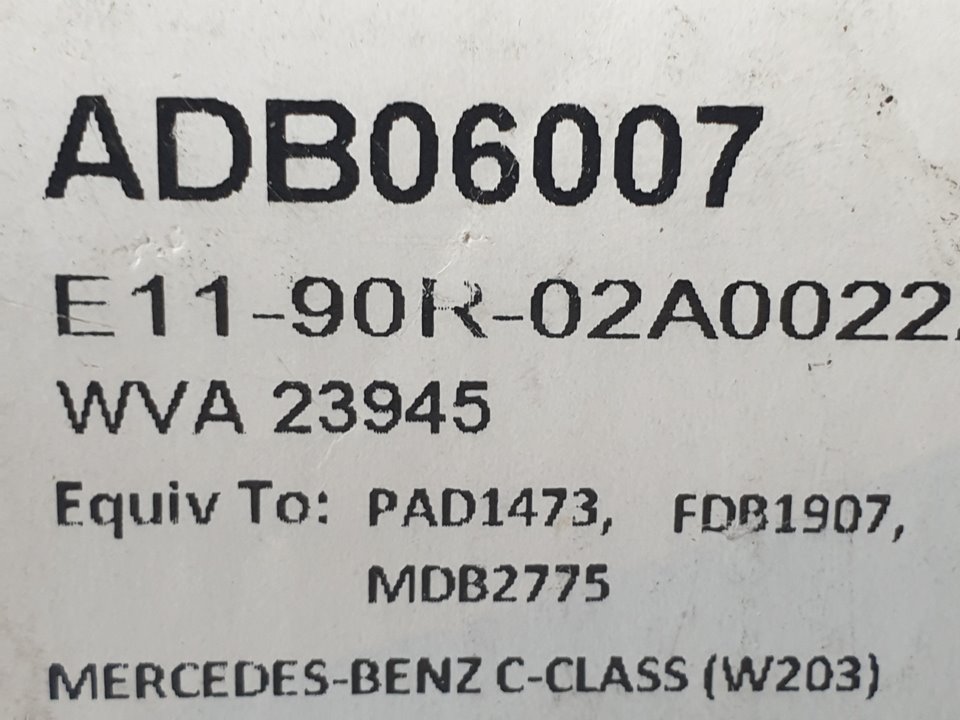 ADB06007
E11-90R-02A0022
WVA 23945
Equiv To: PAD1473, FDB1907,
MDB2775
MERCEDES-BENZ C-CLASS (W203)